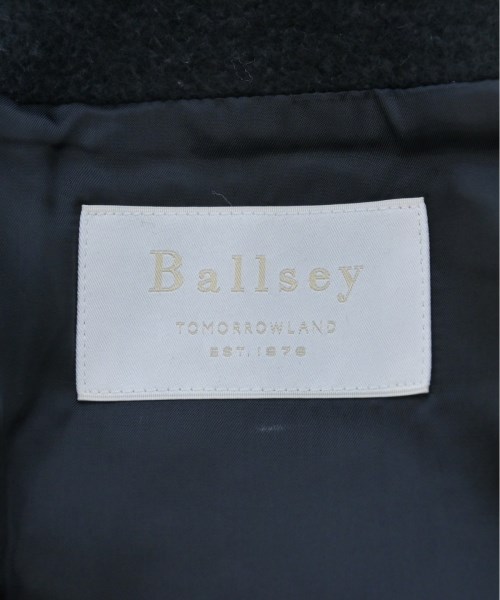 Ballsey
TOMORROWLAND
EST. 1978